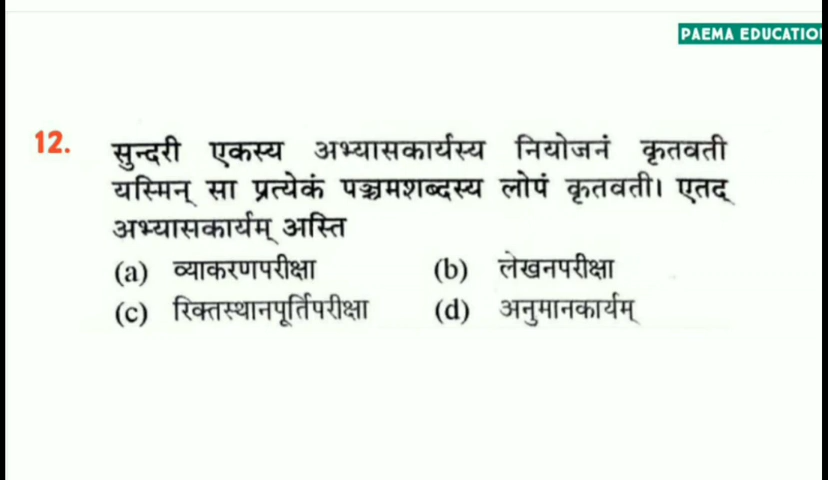 PAEMA EDUCATIO
12. सुन्दरी एकस्य अभ्यासकार्यस्य नियोजनं कृतवती
यस्मिन् सा प्रत्येकं पञ्चमशब्दस्य लोपं कृतवती। एतद्
अभ्यासकार्यम् अस्ति
(a) व्याकरणपरीक्षा (b) लेखनपरीक्षा
(c) रिक्तस्थानपूर्तिपरीक्षा (d) अनुमानकार्यम्